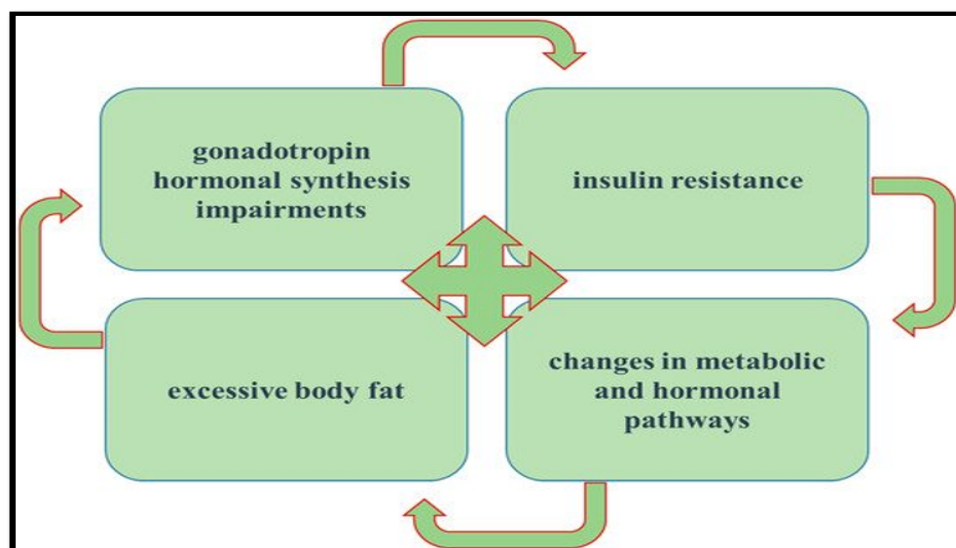 gonadotropin
hormonal synthesis
impairments
insulin resistance
excessive body fat
changes in metabolic
and hormonal
pathways